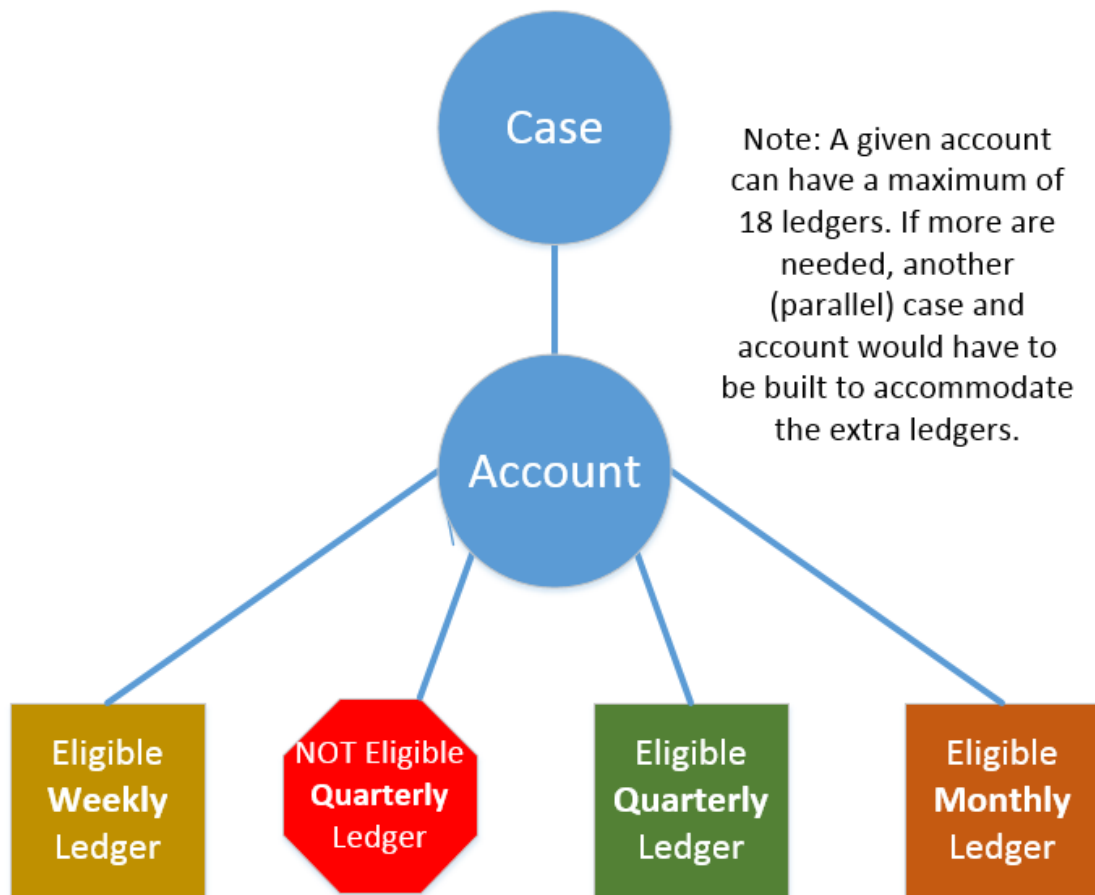 Case
Note: A given account
can have a maximum of
18 ledgers. If more are
needed, another
(parallel) case and
account would have to
be built to accommodate
the extra ledgers.
Account
Eligible
Weekly
Ledger
NOT Eligible
Quarterly
Ledger
Eligible
Quarterly
Ledger
Eligible
Monthly
Ledger